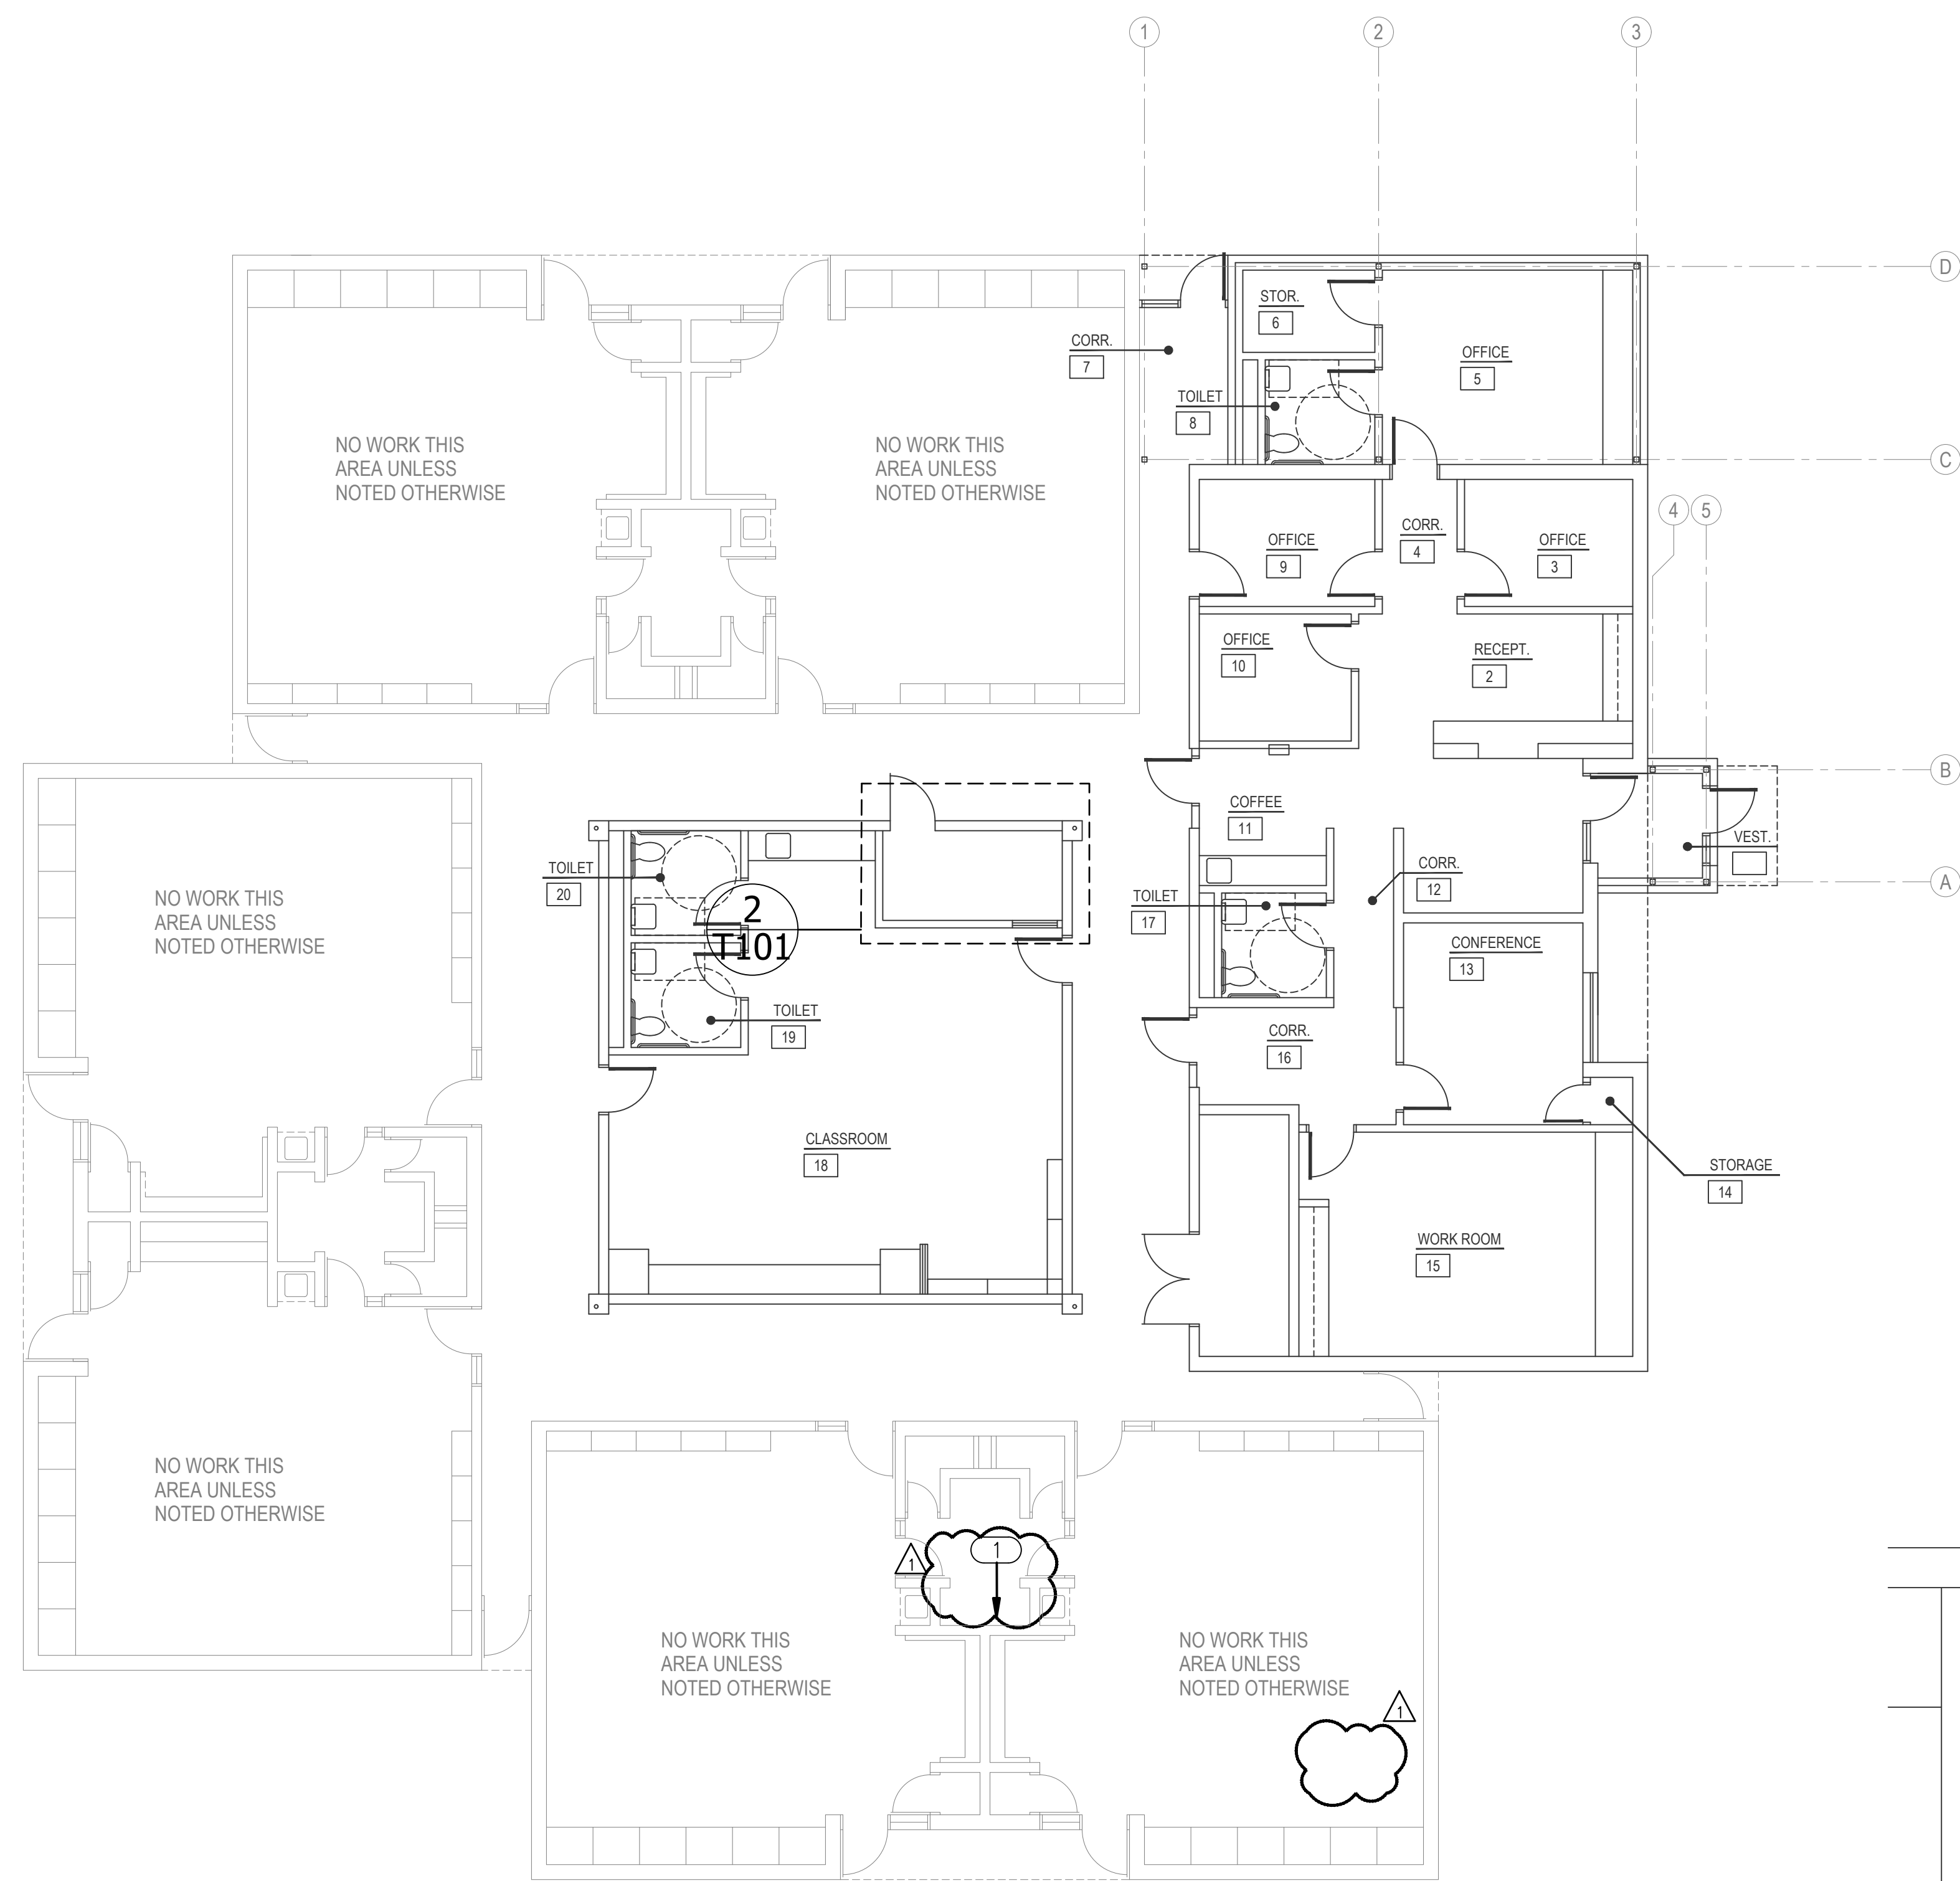 1
2
3
D
STOR.
6
CORR.
7
OFFICE
5
TOILET
8
NO WORK THIS
AREA UNLESS
NOTED OTHERWISE
NO WORK THIS
AREA UNLESS
NOTED OTHERWISE
C
4
5
CORR.
4
OFFICE
9
OFFICE
3
OFFICE
10
RECEPT.
2
B
COFFEE
11
VEST.
TOILET
20
CORR.
12
A
NO WORK THIS
AREA UNLESS
NOTED OTHERWISE
2
T101
TOILET
17
CONFERENCE
13
TOILET
19
CORR.
16
CLASSROOM
18
STORAGE
14
WORK ROOM
15
NO WORK THIS
AREA UNLESS
NOTED OTHERWISE
1
1
NO WORK THIS
AREA UNLESS
NOTED OTHERWISE
NO WORK THIS
AREA UNLESS
NOTED OTHERWISE
1